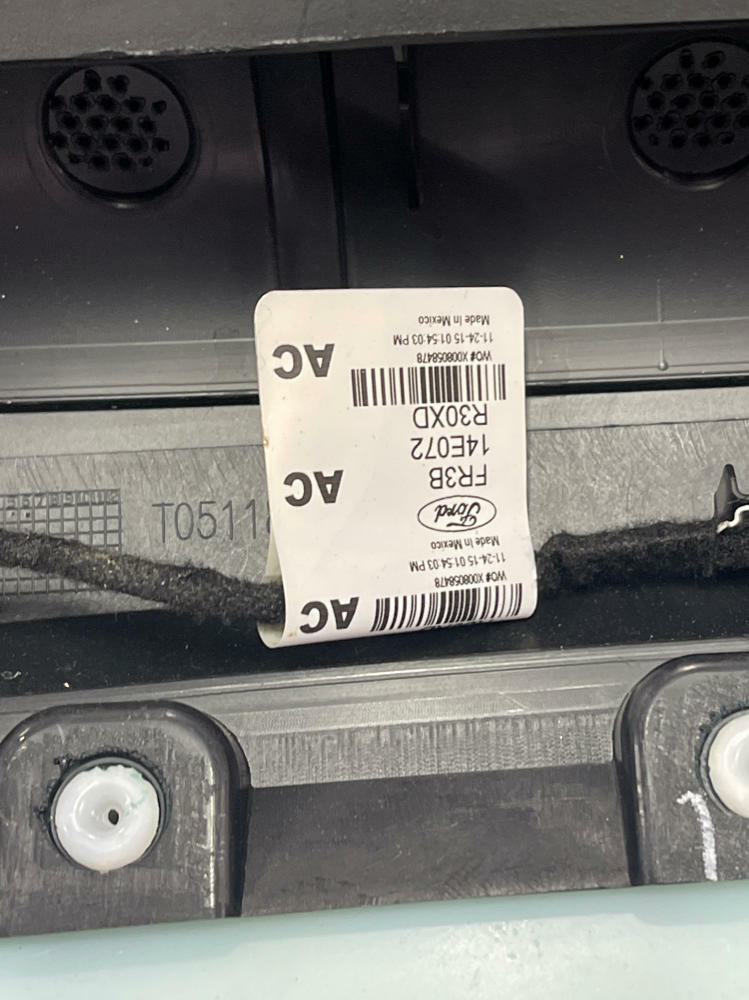 WO# X008058478
11-24-15 01:54:03 PM
Made In Mexico
AC
Ford
FR3B
14E072
R30XD
AC
WO# X008058478
11-24-15 01:54:03 PM
Made In Mexico
AC
1